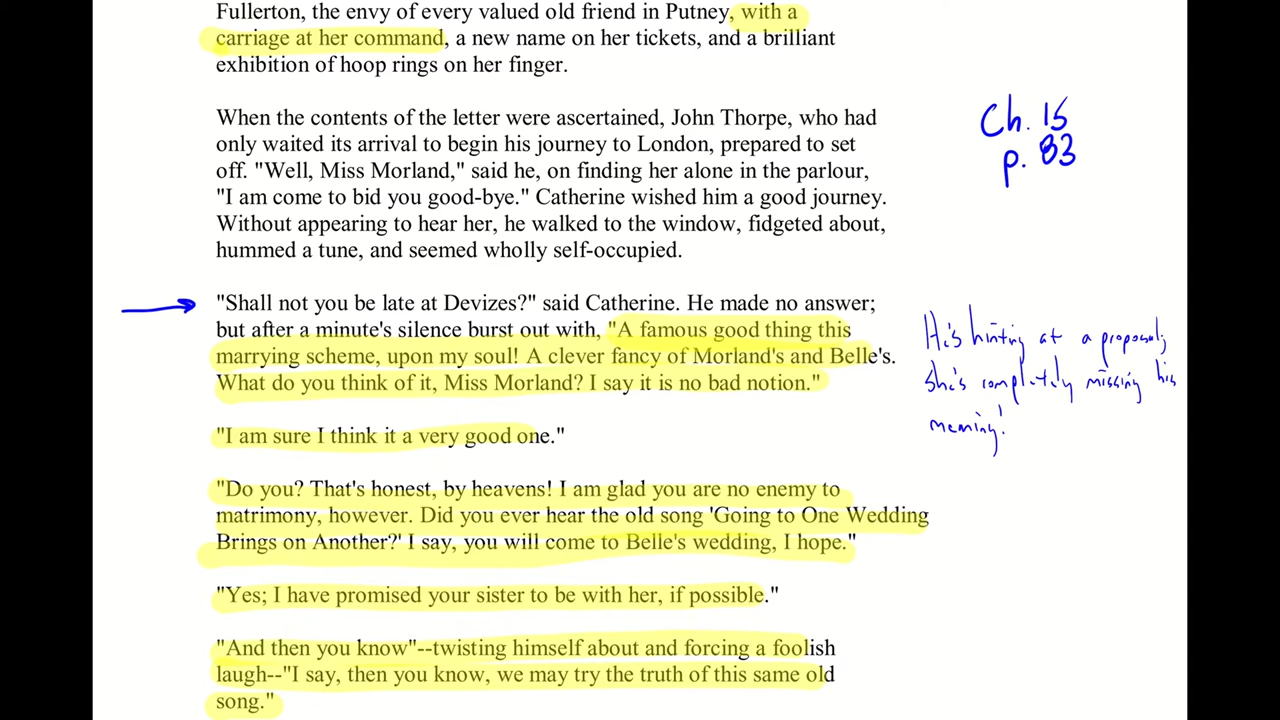 Fullerton, the envy of every valued old friend in Putney, with a
carriage at her command, a new name on her tickets, and a brilliant
exhibition of hoop rings on her finger.
When the contents of the letter were ascertained, John Thorpe, who had
only waited its arrival to begin his journey to London, prepared to set
off. "Well, Miss Morland," said he, on finding her alone in the parlour,
"I am come to bid you good-bye." Catherine wished him a good journey.
Without appearing to hear her, he walked to the window, fidgeted about,
hummed a tune, and seemed wholly self-occupied.
Ch. 15
p. 83
"Shall not you be late at Devizes?" said Catherine. He made no answer;
but after a minute's silence burst out with, "A famous good thing this
marrying scheme, upon my soul! A clever fancy of Morland's and Belle's.
What do you think of it, Miss Morland? I say it is no bad notion."
He's hinting at a proposal;
she's completely missing his
meaning!
"I am sure I think it a very good one."
"Do you? That's honest, by heavens! I am glad you are no enemy to
matrimony, however. Did you ever hear the old song 'Going to One Wedding
Brings on Another?' I say, you will come to Belle's wedding, I hope."
"Yes; I have promised your sister to be with her, if possible."
"And then you know"--twisting himself about and forcing a foolish
laugh--"I say, then you know, we may try the truth of this same old
song."